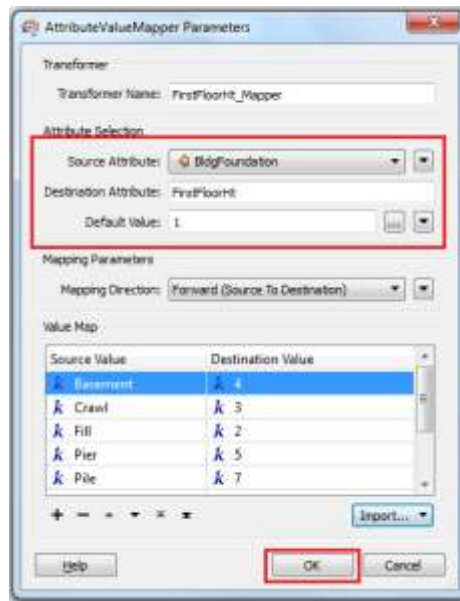 AttributeValueMapper Parameters
Transformer
Transformer Name: FirstFloorHt_Mapper
Attribute Selection
Source Attribute: BldgFoundation
Destination Attribute: FirstFloorHt
Default Value: 1 ...
Mapping Parameters
Mapping Direction: Forward (Source To Destination)
Value Map
Source Value Destination Value
Basement 4
Crawl 3
Fill 2
Pier 5
Pile 7
Import...
Help OK Cancel